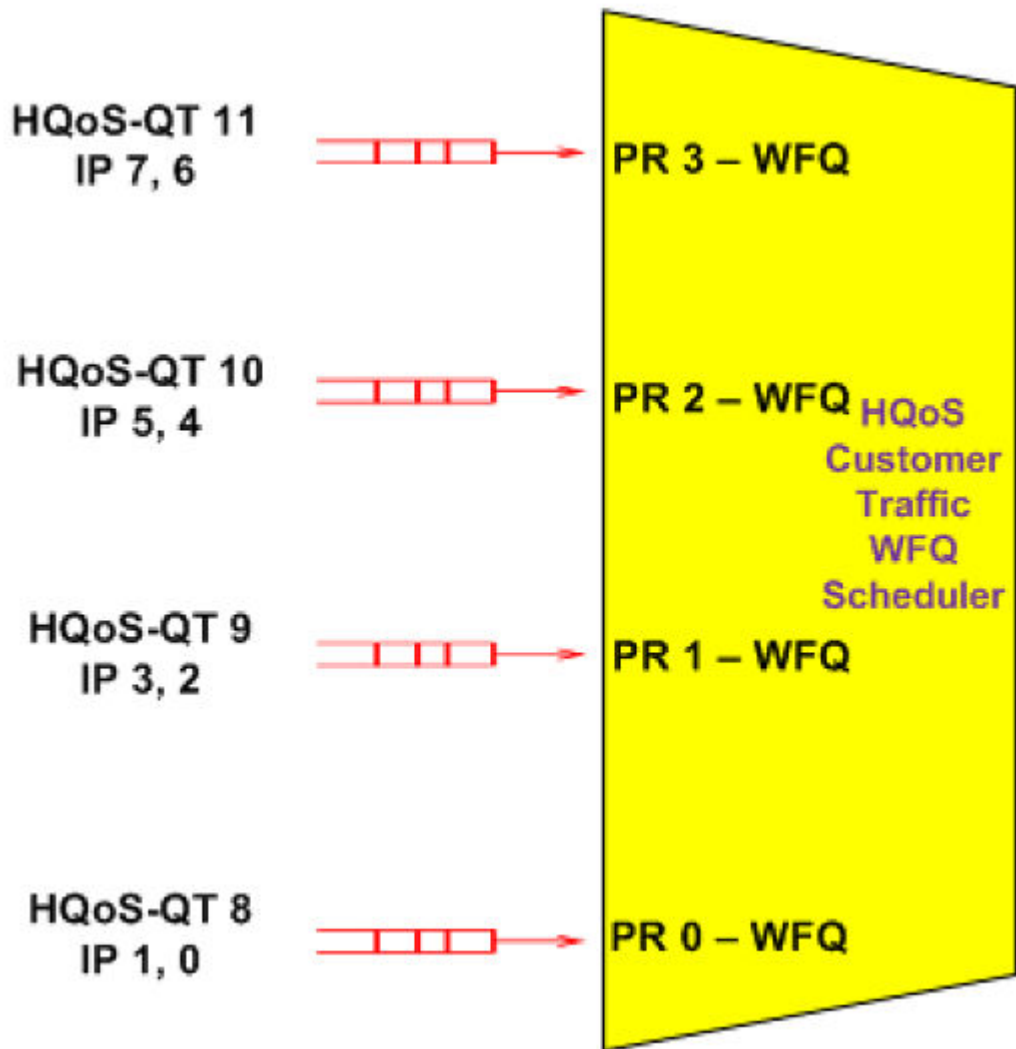 HQoS-QT 11
IP 7, 6
PR 3 – WFQ
HQoS-QT 10
IP 5, 4
PR 2 – WFQ
HQoS
Customer
Traffic
WFQ
Scheduler
HQoS-QT 9
IP 3, 2
PR 1 – WFQ
HQoS-QT 8
IP 1, 0
PR 0 – WFQ